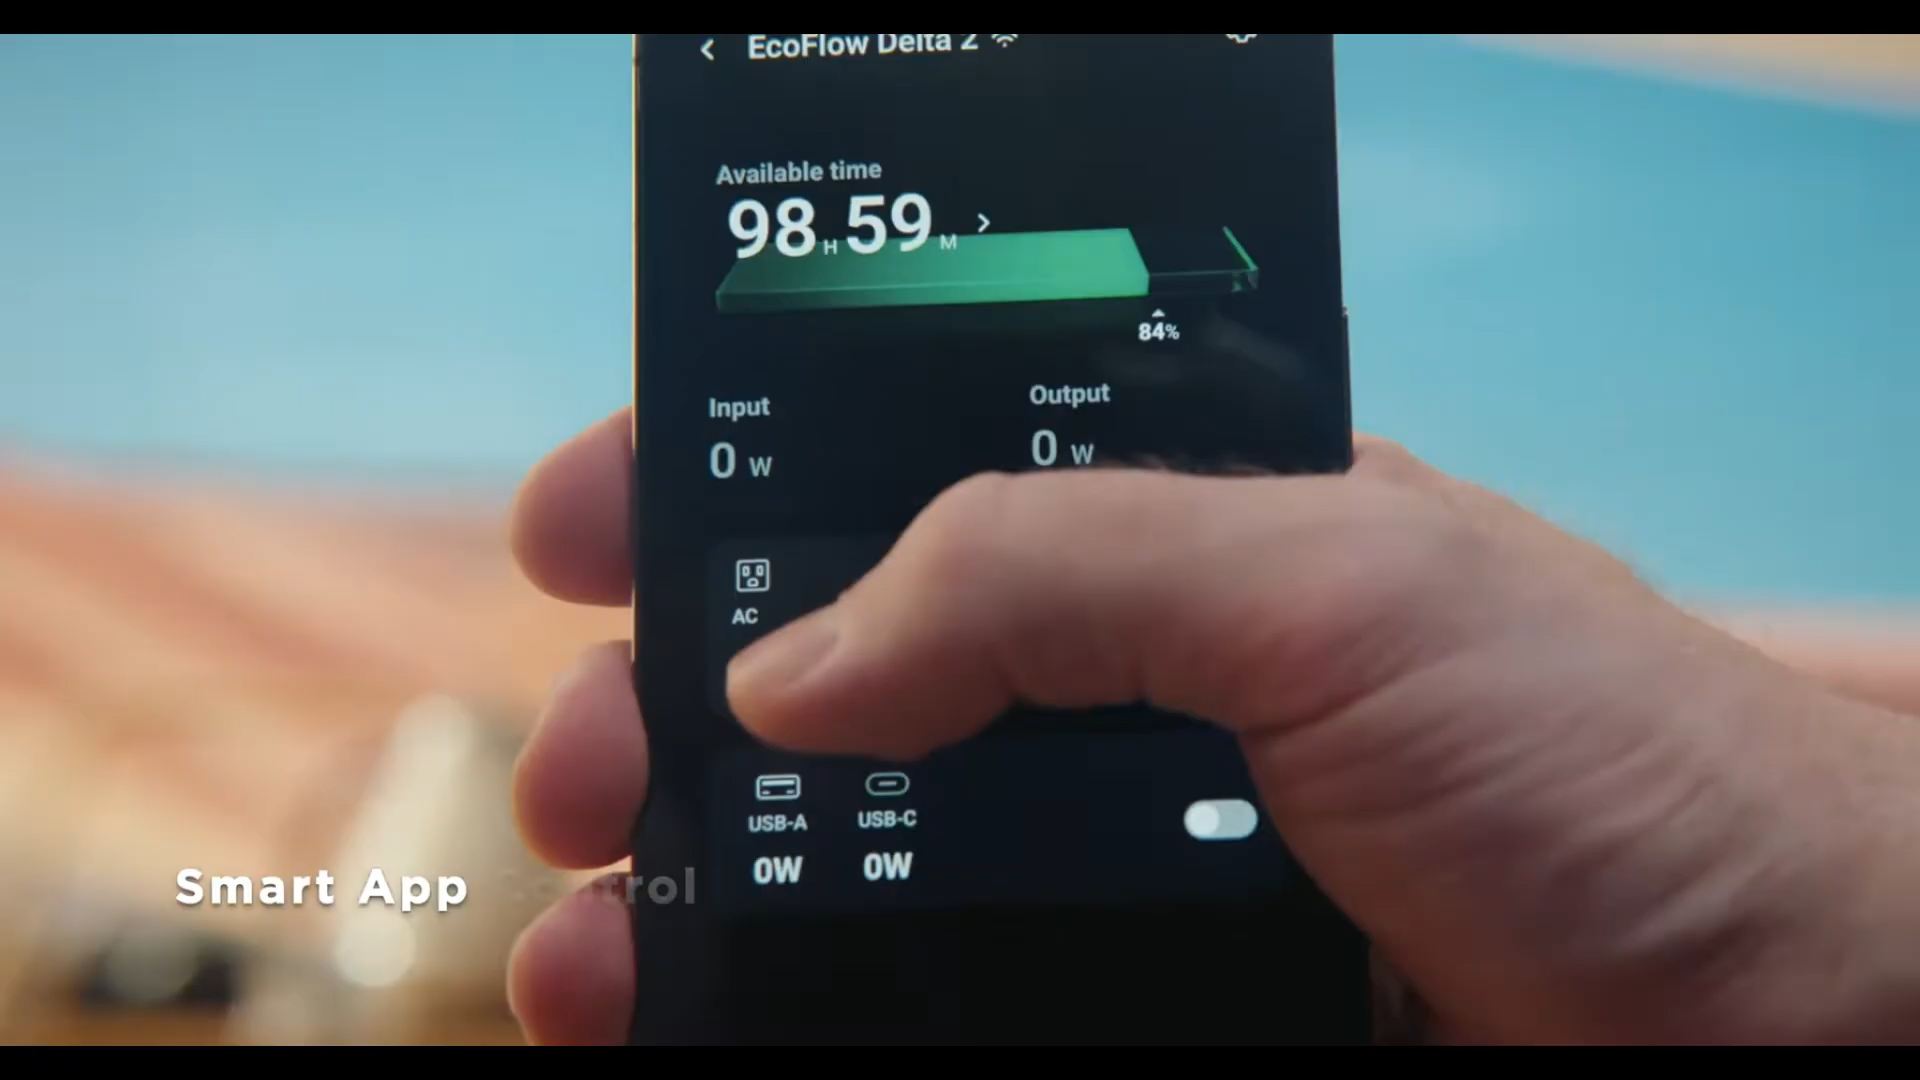 EcoFlow Delta 2
Available time
98 H 59 M
84%
Input
Output
0 W
0 W
AC
USB-A
USB-C
0W
0W
Smart App Control